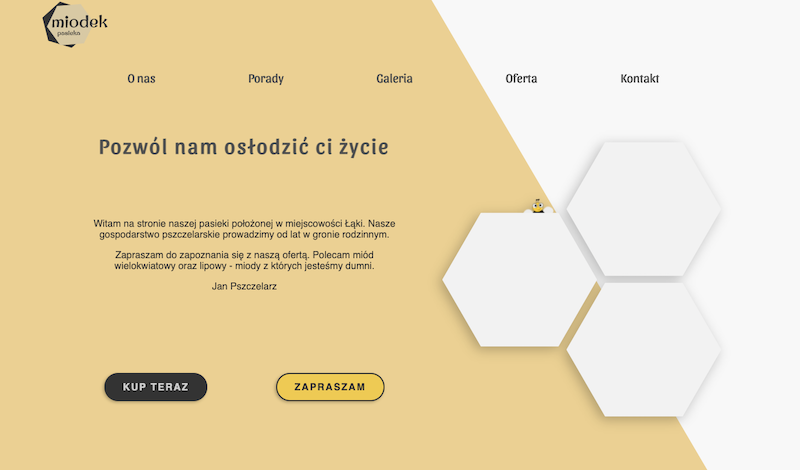 miodek
pasieka
O nas Porady Galeria Oferta Kontakt
Pozwól nam osłodzić ci życie
Witam na stronie naszej pasieki położonej w miejscowości Łąki. Nasze
gospodarstwo pszczelarskie prowadzimy od lat w gronie rodzinnym.
Zapraszam do zapoznania się z naszą ofertą. Polecam miód
wielokwiatowy oraz lipowy - miody z których jesteśmy dumni.
Jan Pszczelarz
KUP TERAZ ZAPRASZAM